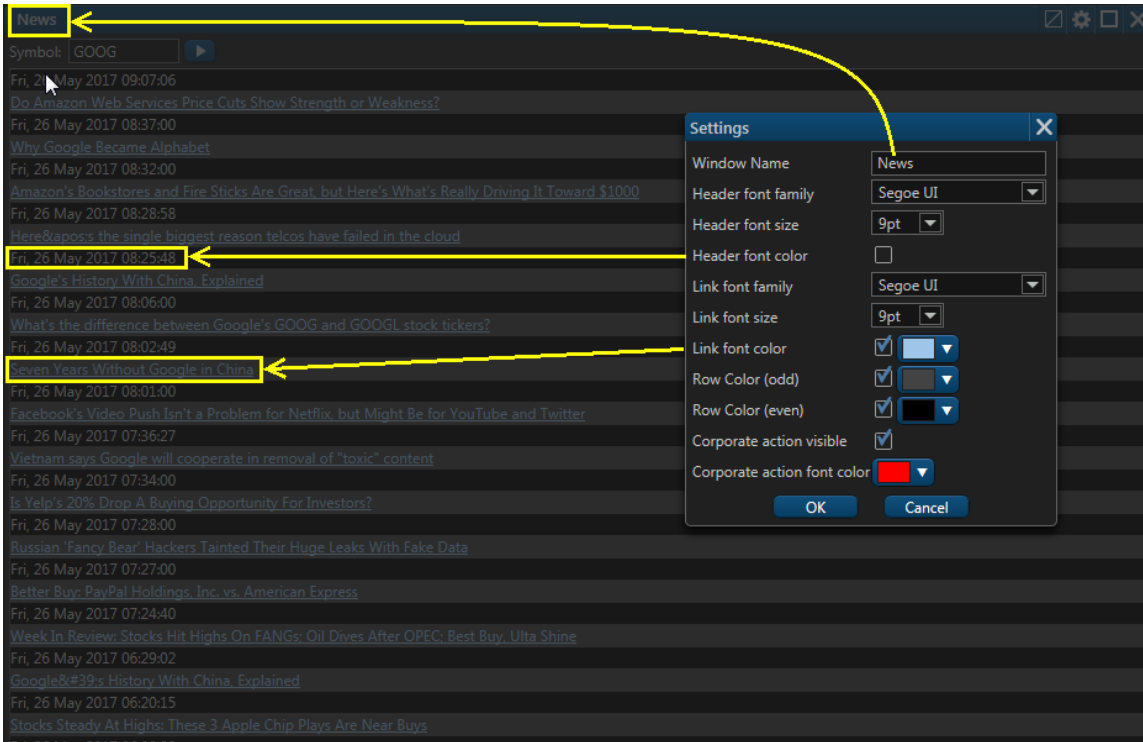 News
Symbol: GOOG
Fri, 26 May 2017 09:07:06
Do Amazon Web Services Price Cuts Show Strength or Weakness?
Fri, 26 May 2017 08:37:00
Why Google Became Alphabet
Fri, 26 May 2017 08:32:00
Amazon's Bookstores and Fire Sticks Are Great, but Here's What's Really Driving It Toward $1000
Fri, 26 May 2017 08:28:58
Here&apos;s the single biggest reason telcos have failed in the cloud
Fri, 26 May 2017 08:25:48
Google's History With China, Explained
Fri, 26 May 2017 08:06:00
What's the difference between Google's GOOG and GOOGL stock tickers?
Fri, 26 May 2017 08:02:49
Seven Years Without Google in China
Fri, 26 May 2017 08:01:00
Facebook's Video Push Isn't a Problem for Netflix, but Might Be for YouTube and Twitter
Fri, 26 May 2017 07:36:27
Vietnam says Google will cooperate in removal of "toxic" content
Fri, 26 May 2017 07:34:00
Is Yelp's 20% Drop A Buying Opportunity For Investors?
Fri, 26 May 2017 07:28:00
Russian 'Fancy Bear' Hackers Tainted Their Huge Leaks With Fake Data
Fri, 26 May 2017 07:27:00
Better Buy: PayPal Holdings, Inc. vs. American Express
Fri, 26 May 2017 07:24:40
Week In Review: Stocks Hit Highs On FANGs; Oil Dives After OPEC; Best Buy, Ulta Shine
Fri, 26 May 2017 06:29:02
Google&#39;s History With China, Explained
Fri, 26 May 2017 06:20:15
Stocks Steady At Highs: These 3 Apple Chip Plays Are Near Buys
Settings
Window Name News
Header font family Segoe UI
Header font size 9pt
Header font color
Link font family Segoe UI
Link font size 9pt
Link font color
Row Color (odd)
Row Color (even)
Corporate action visible
Corporate action font color
OK Cancel